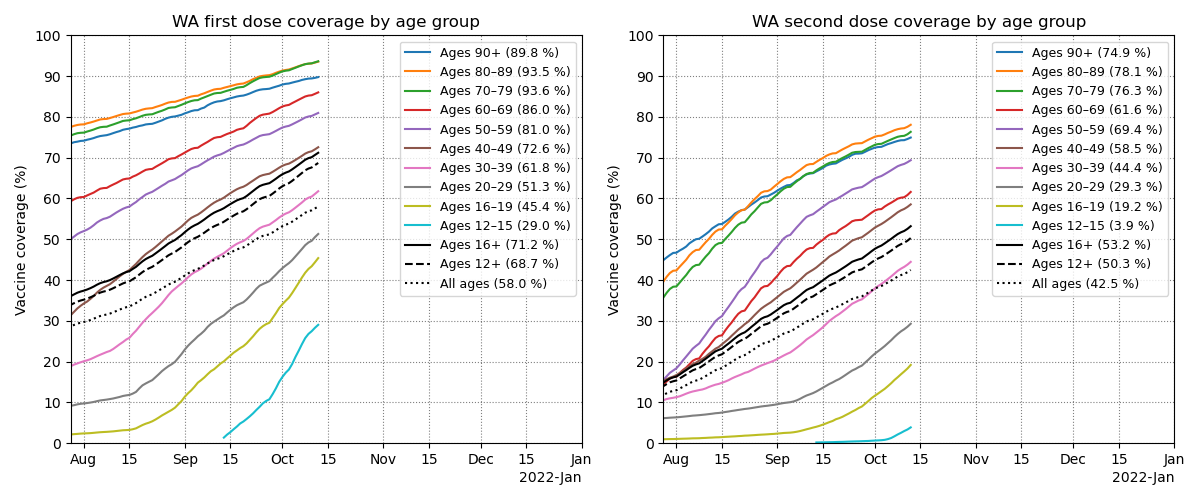 WA first dose coverage by age group
Vaccine coverage (%)
100
90
80
70
60
50
40
30
20
10
0
Ages 90+ (89.8 %)
Ages 80–89 (93.5 %)
Ages 70–79 (93.6 %)
Ages 60–69 (86.0 %)
Ages 50–59 (81.0 %)
Ages 40–49 (72.6 %)
Ages 30–39 (61.8 %)
Ages 20–29 (51.3 %)
Ages 16–19 (45.4 %)
Ages 12–15 (29.0 %)
Ages 16+ (71.2 %)
Ages 12+ (68.7 %)
All ages (58.0 %)
Aug 15 Sep 15 Oct 15 Nov 15 Dec 15 Jan
2022-Jan
WA second dose coverage by age group
Vaccine coverage (%)
100
90
80
70
60
50
40
30
20
10
0
Ages 90+ (74.9 %)
Ages 80–89 (78.1 %)
Ages 70–79 (76.3 %)
Ages 60–69 (61.6 %)
Ages 50–59 (69.4 %)
Ages 40–49 (58.5 %)
Ages 30–39 (44.4 %)
Ages 20–29 (29.3 %)
Ages 16–19 (19.2 %)
Ages 12–15 (3.9 %)
Ages 16+ (53.2 %)
Ages 12+ (50.3 %)
All ages (42.5 %)
Aug 15 Sep 15 Oct 15 Nov 15 Dec 15 Jan
2022-Jan